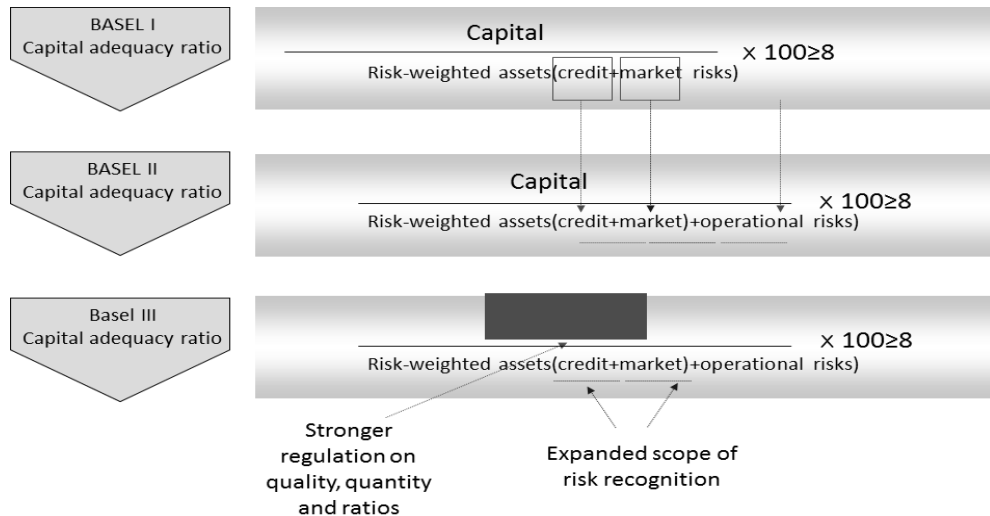 BASEL I
Capital adequacy ratio
Capital
Risk-weighted assets(credit+market risks)
× 100≥8
BASEL II
Capital adequacy ratio
Capital
Risk-weighted assets(credit+market)+operational risks)
× 100≥8
Basel III
Capital adequacy ratio
Risk-weighted assets(credit+market)+operational risks)
× 100≥8
Stronger
regulation on
quality, quantity
and ratios
Expanded scope of
risk recognition